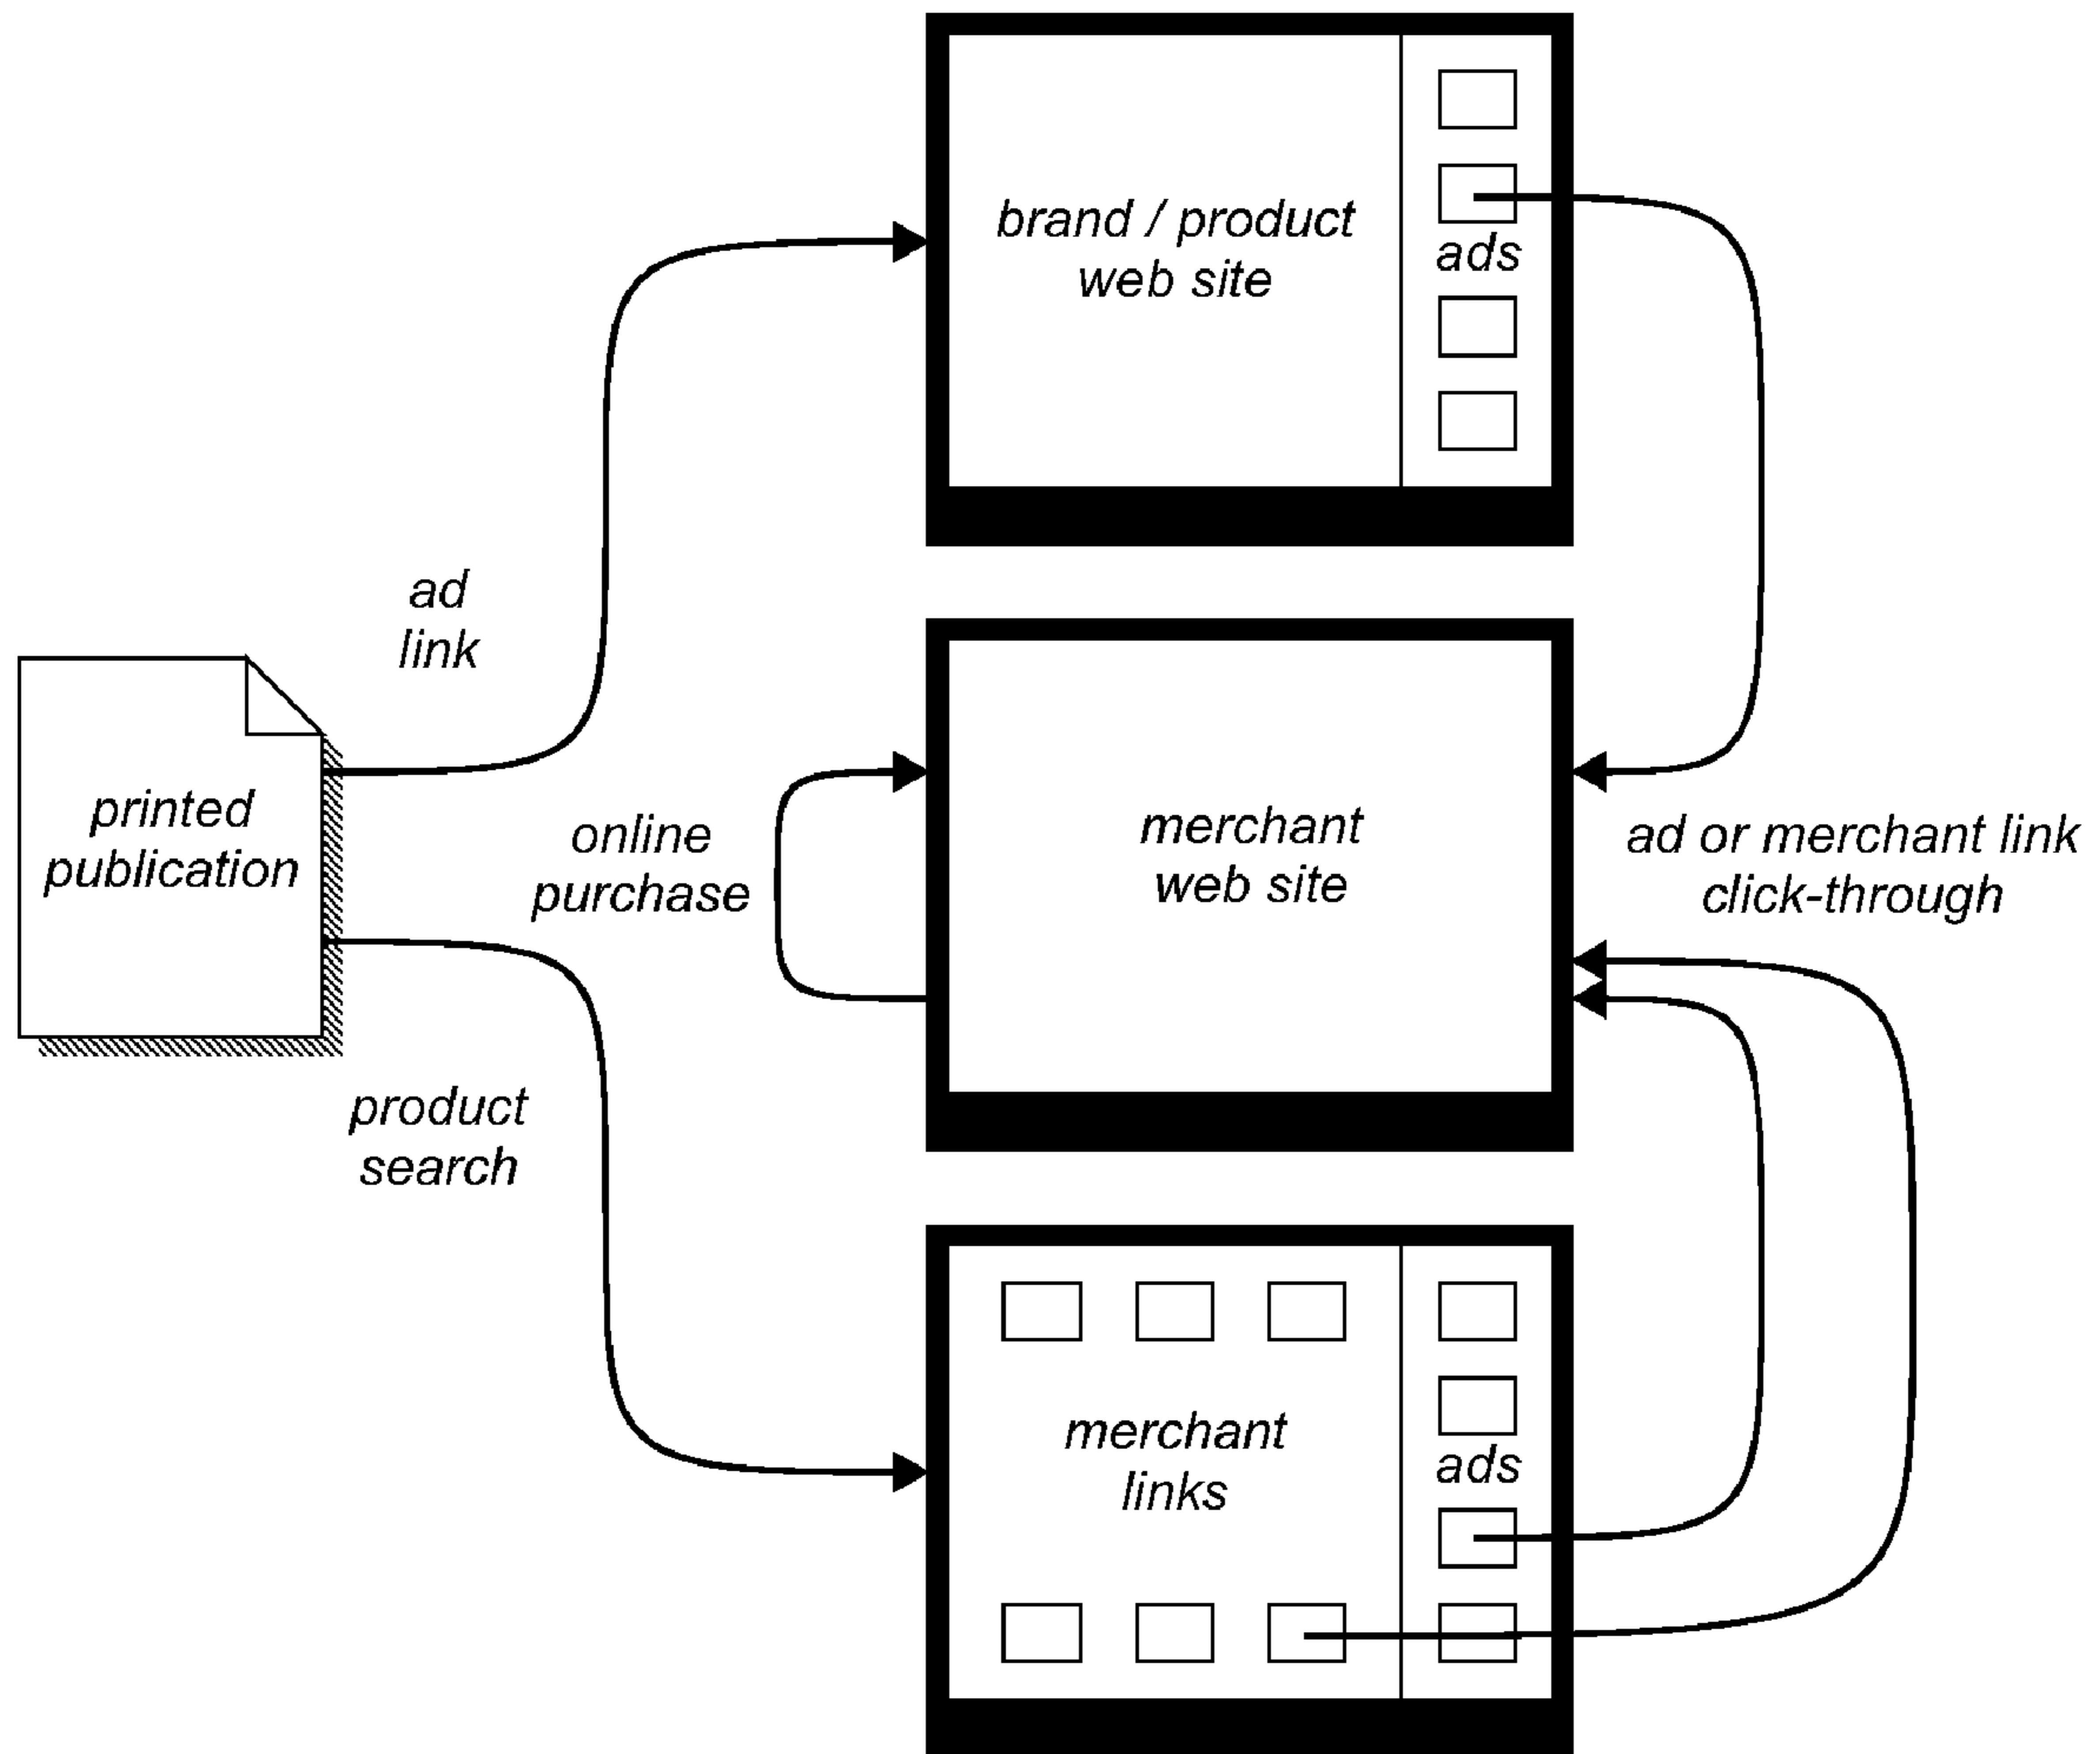 brand / product
web site
ads
ad
link
printed
publication
online
purchase
merchant
web site
ad or merchant link
click-through
product
search
merchant
links
ads